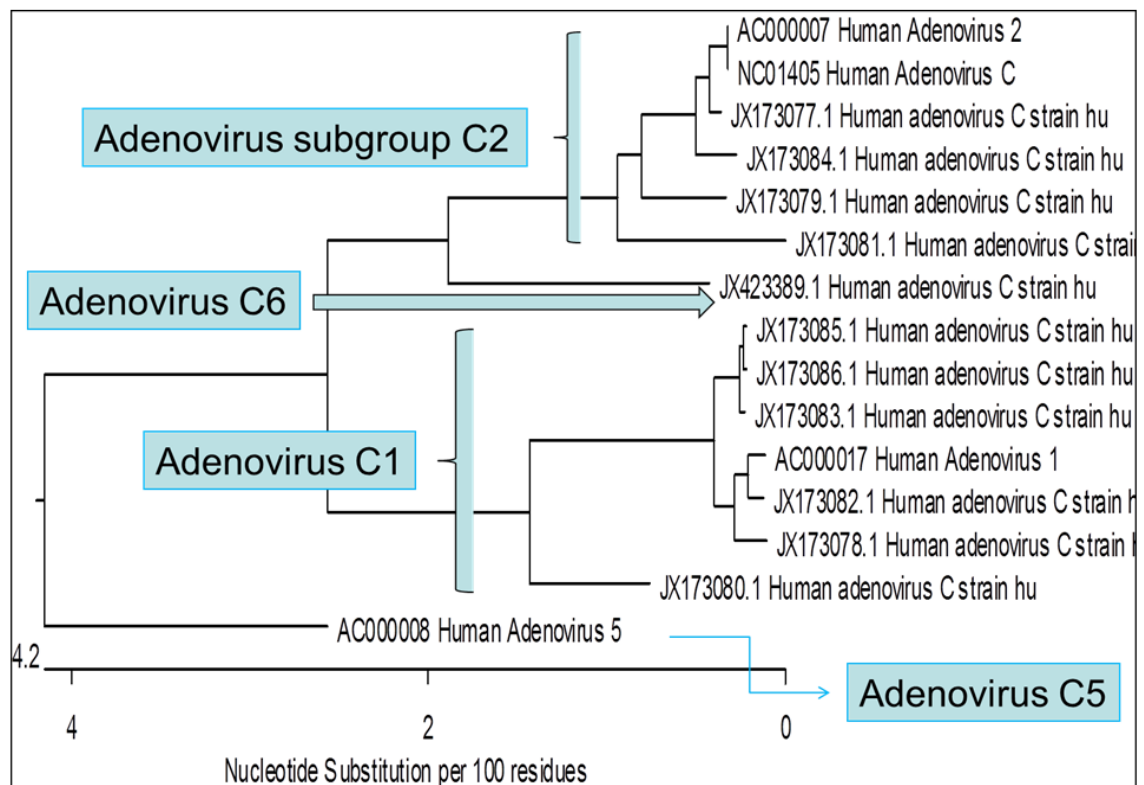 AC000007 Human Adenovirus 2
NC01405 Human Adenovirus C
JX173077.1 Human adenovirus C strain hu
Adenovirus subgroup C2
JX173084.1 Human adenovirus C strain hu
JX173079.1 Human adenovirus C strain hu
JX173081.1 Human adenovirus C strain
Adenovirus C6
JX423389.1 Human adenovirus C strain hu
JX173085.1 Human adenovirus C strain hu
JX173086.1 Human adenovirus C strain hu
JX173083.1 Human adenovirus C strain hu
Adenovirus C1
AC000017 Human Adenovirus 1
JX173082.1 Human adenovirus C strain h
JX173078.1 Human adenovirus C strain
JX173080.1 Human adenovirus C strain hu
AC000008 Human Adenovirus 5
4.2
Adenovirus C5
4 2 0
Nucleotide Substitution per 100 residues